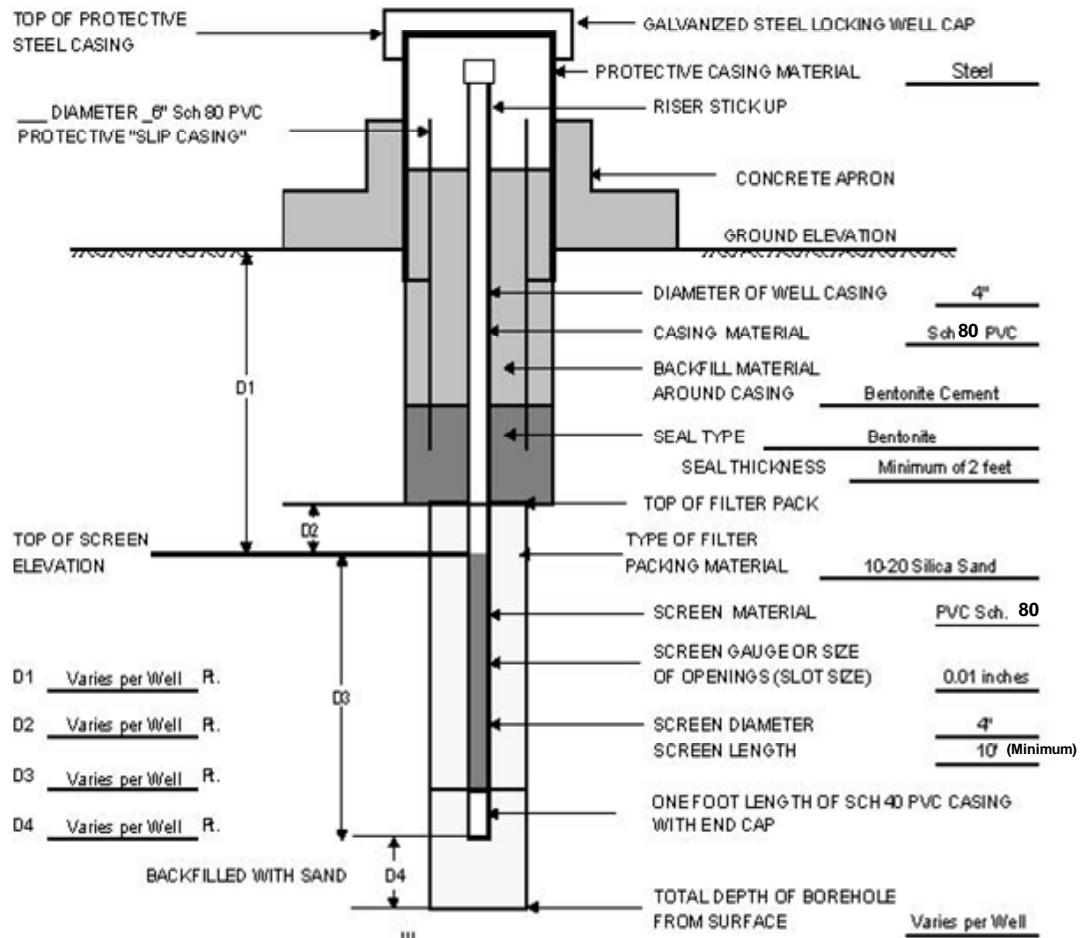 TOP OF PROTECTIVE
STEEL CASING
GALVANIZED STEEL LOCKING WELL CAP
PROTECTIVE CASING MATERIAL Steel
RISER STICK UP
___ DIAMETER _6" Sch 80 PVC
PROTECTIVE "SLIP CASING"
CONCRETE APRON
GROUND ELEVATION
DIAMETER OF WELL CASING 4"
CASING MATERIAL Sch 80 PVC
D1
BACKFILL MATERIAL
AROUND CASING Bentonite Cement
SEAL TYPE Bentonite
SEAL THICKNESS Minimum of 2 feet
TOP OF FILTER PACK
D2
TOP OF SCREEN
ELEVATION
TYPE OF FILTER
PACKING MATERIAL 10-20 Silica Sand
SCREEN MATERIAL PVC Sch. 80
SCREEN GAUGE OR SIZE
OF OPENINGS (SLOT SIZE) 0.01 inches
D3
SCREEN DIAMETER 4"
SCREEN LENGTH 10' (Minimum)
D1 Varies per Well Ft.
D2 Varies per Well Ft.
D3 Varies per Well Ft.
D4 Varies per Well Ft.
ONE FOOT LENGTH OF SCH 40 PVC CASING
WITH END CAP
BACKFILLED WITH SAND
D4
TOTAL DEPTH OF BOREHOLE
FROM SURFACE Varies per Well